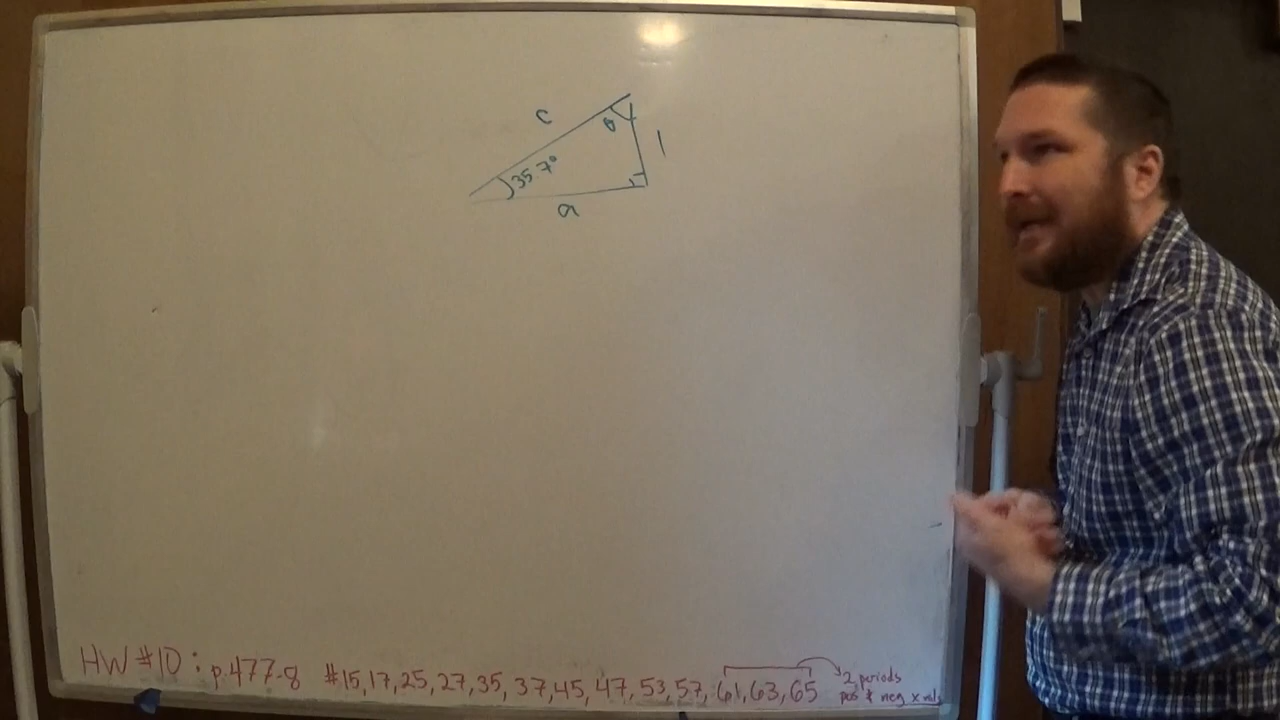 c
θ
1
35.7°
a
HW #10: p.477-8 #15,17,25,27,35,37,45,47,53,57,61,63,65
2 periods
pos & neg x